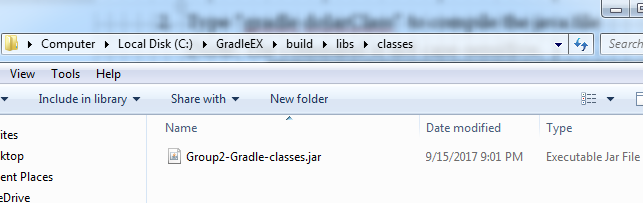 2. Type "gradle dollarClass" to compile the java file
Computer Local Disk (C:) GradleEX build libs classes
View Tools Help
Include in library Share with New folder
Name Date modified Type
ites
ktop
ent Places
eDrive
Group2-Gradle-classes.jar 9/15/2017 9:01 PM Executable Jar File